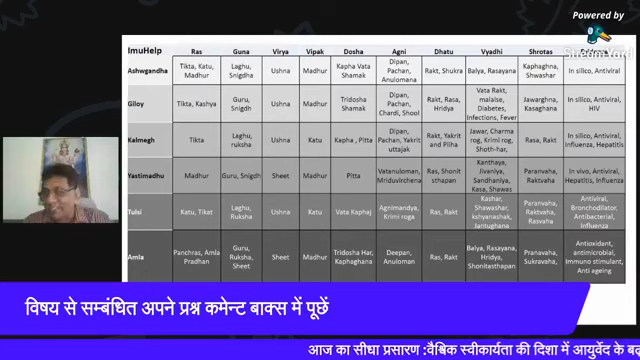 Powered by
StreamYard
ImuHelp Ras Guna Virya Vipak Dosha Agni Dhatu Vyadhi Shrotas
Ashwgandha Tikta, Katu, Madhur Laghu, Snigdha Ushna Madhur Kapha Vata Shamak Dipan, Pachan, Anulomana Rakt, Shukra Balya, Rasayana Kaphaghna, Shwashar In silico, Antiviral
Giloy Tikta, Kashya Guru, Snigdh Ushna Madhur Tridosha Shamak Dipan, Pachan, Chardi, Shool Rakt, Rasa, Hridya Vata Rakt, malaise, Diabetes, Infections, Fever Jawarghna, Kasaghana In silico, Antiviral, HIV
Kalmegh Tikta Laghu, ruksha Ushna Katu Kapha , Pitta Dipan, Pachan, Yakrit uttajak Rakt, Yakrit and Pliha Jawar, Charma rog, Krimi rog, Shoth-har, Rasa, Rakt In silico, Antiviral, Influenza, Hepatitis
Yastimadhu Madhur Guru, Snigdh Sheet Madhur Pitta Vatanuloman, Mriduvirechana Ras, Shonit sthapan Kanthaya, Jivaniya, Sandhaniya, Kasa, Shawas Paranvaha, Raktvaha In vivo, Antiviral, Hepatitis, Influenza
Tulsi Katu, Tikat Laghu, Ruksha Ushna Katu Vata Kaphaj Agnimandya, Krimi roga Ras, Rakt Kashar, Shawashar, kshyanashak, Jantughana Paranvaha, Raktvaha, Rasvaha Antiviral, Bronchodilator, Antibacterial, Influenza
Amla Panchras, Amla Pradhan Guru, Ruksha, Sheet Sheet Madhur Tridosha Har, Kaphaghana Deepan, Anuloman Ras, Rakt Balya, Rasayana, Hridya, Shonitesthapan Pranavaha, Sukravaha, Antioxidant, antimicrobial, Immuno stimulant, Anti ageing
विषय से सम्बंधित अपने प्रश्न कमेन्ट बाक्स में पूछें
आज का सीधा प्रसारण :वैश्विक स्वीकार्यता की दिशा में आयुर्वेद के